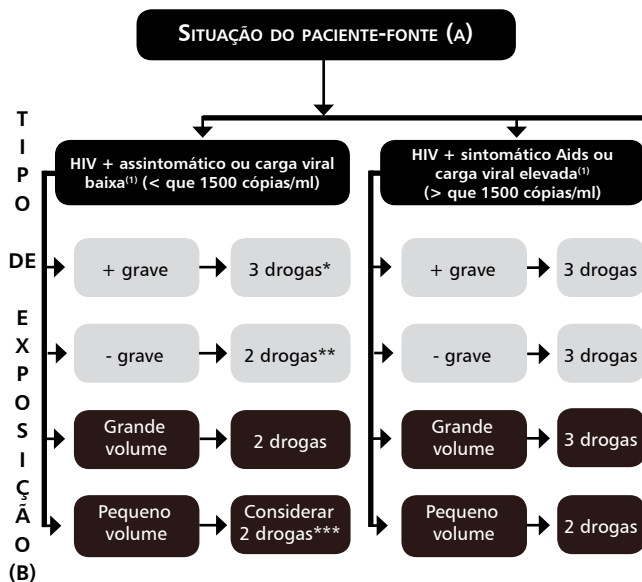 SITUAÇÃO DO PACIENTE-FONTE (A)
TIPO DE EXPOSIÇÃO (B)
HIV + assintomático ou carga viral
baixa(1) (< que 1500 cópias/ml)
+ grave
3 drogas*
- grave
2 drogas**
Grande
volume
2 drogas
Pequeno
volume
Considerar
2 drogas***
HIV + sintomático Aids ou
carga viral elevada(1)
(> que 1500 cópias/ml)
+ grave
3 drogas
- grave
3 drogas
Grande
volume
3 drogas
Pequeno
volume
2 drogas